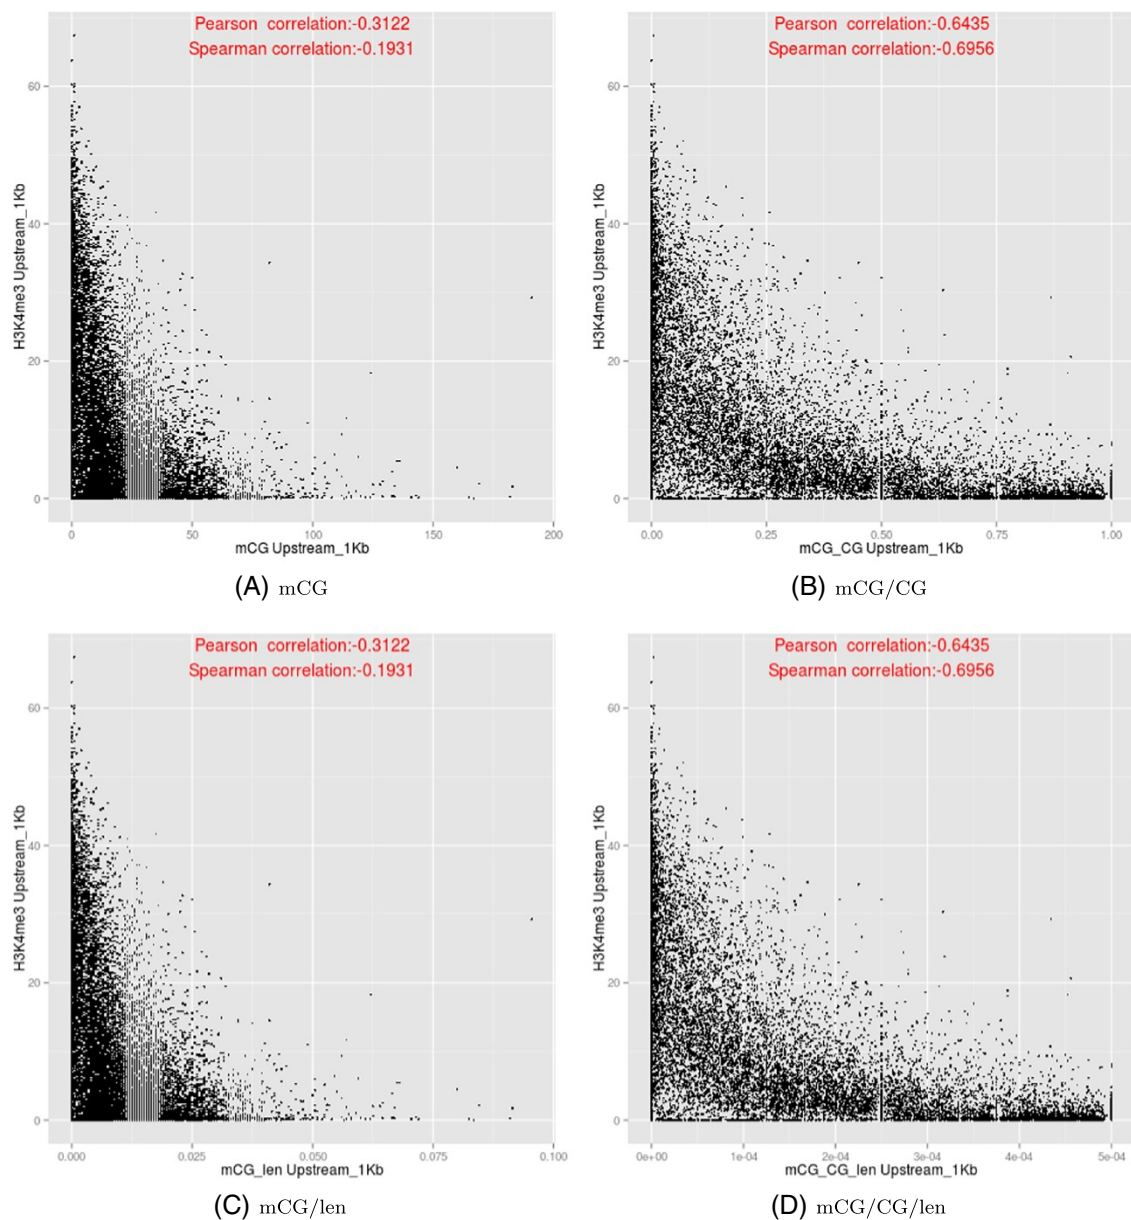 Pearson correlation:-0.3122
Spearman correlation:-0.1931
60
40
20
0
H3K4me3 Upstream_1Kb
0 50 100 150 200
mCG Upstream_1Kb
(A) mCG
Pearson correlation:-0.6435
Spearman correlation:-0.6956
60
40
20
0
H3K4me3 Upstream_1Kb
0.00 0.25 0.50 0.75 1.00
mCG_CG Upstream_1Kb
(B) mCG/CG
Pearson correlation:-0.3122
Spearman correlation:-0.1931
60
40
20
0
H3K4me3 Upstream_1Kb
0.000 0.025 0.050 0.075 0.100
mCG_len Upstream_1Kb
(C) mCG/len
Pearson correlation:-0.6435
Spearman correlation:-0.6956
60
40
20
0
H3K4me3 Upstream_1Kb
0e+00 1e-04 2e-04 3e-04 4e-04 5e-04
mCG_CG_len Upstream_1Kb
(D) mCG/CG/len